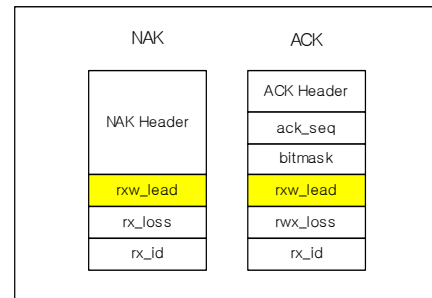 NAK
NAK Header
rxw_lead
rx_loss
rx_id
ACK
ACK Header
ack_seq
bitmask
rxw_lead
rwx_loss
rx_id